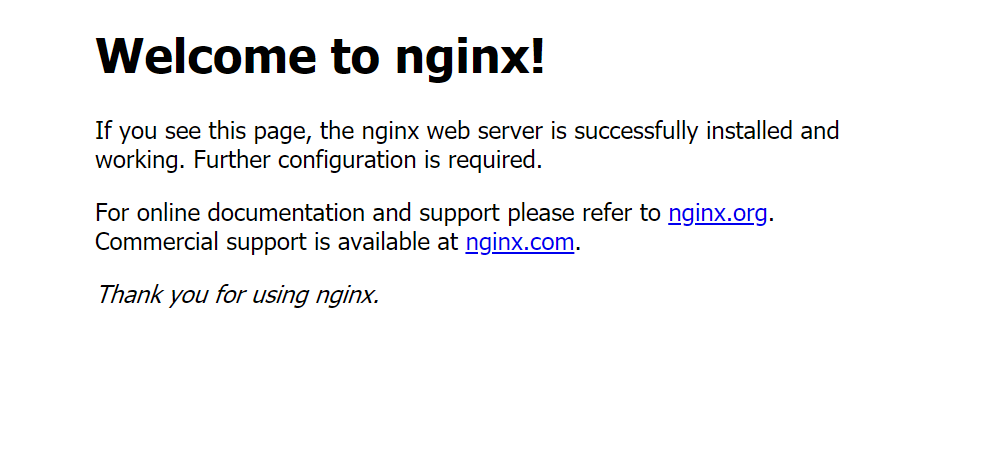 Welcome to nginx!
If you see this page, the nginx web server is successfully installed and
working. Further configuration is required.
For online documentation and support please refer to nginx.org.
Commercial support is available at nginx.com.
Thank you for using nginx.